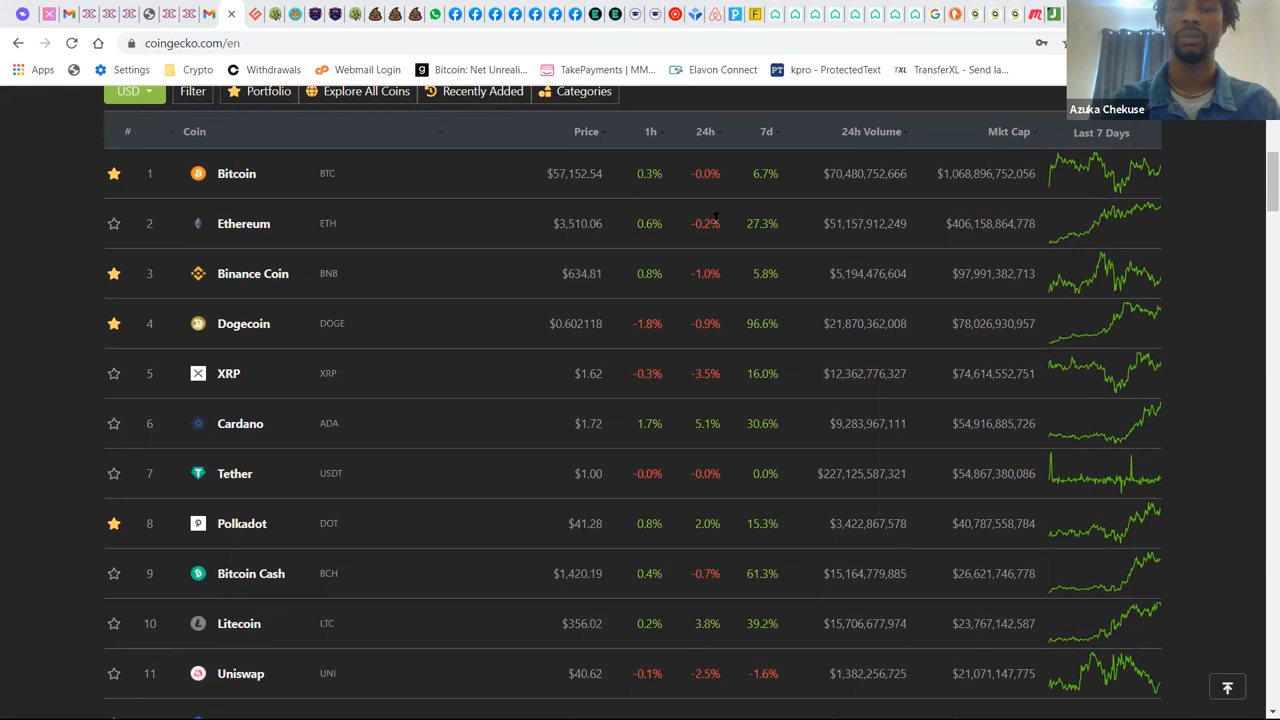 coingecko.com/en
Apps Settings Crypto Withdrawals Webmail Login Bitcoin: Net Unreali... TakePayments | MM... Elavon Connect kpro - ProtectedText TransferXL - Send la...
Azuka Chekuse
USD Filter Portfolio Explore All Coins Recently Added Categories
# Coin Price 1h 24h 7d 24h Volume Mkt Cap Last 7 Days
1 Bitcoin BTC $57,152.54 0.3% -0.0% 6.7% $70,480,752,666 $1,068,896,752,056
2 Ethereum ETH $3,510.06 0.6% -0.2% 27.3% $51,157,912,249 $406,158,864,778
3 Binance Coin BNB $634.81 0.8% -1.0% 5.8% $5,194,476,604 $97,991,382,713
4 Dogecoin DOGE $0.602118 -1.8% -0.9% 96.6% $21,870,362,008 $78,026,930,957
5 XRP XRP $1.62 -0.3% -3.5% 16.0% $12,362,776,327 $74,614,552,751
6 Cardano ADA $1.72 1.7% 5.1% 30.6% $9,283,967,111 $54,916,885,726
7 Tether USDT $1.00 -0.0% -0.0% 0.0% $227,125,587,321 $54,867,380,086
8 Polkadot DOT $41.28 0.8% 2.0% 15.3% $3,422,867,578 $40,787,558,784
9 Bitcoin Cash BCH $1,420.19 0.4% -0.7% 61.3% $15,164,779,885 $26,621,746,778
10 Litecoin LTC $356.02 0.2% 3.8% 39.2% $15,706,677,974 $23,767,142,587
11 Uniswap UNI $40.62 -0.1% -2.5% -1.6% $1,382,256,725 $21,071,147,775